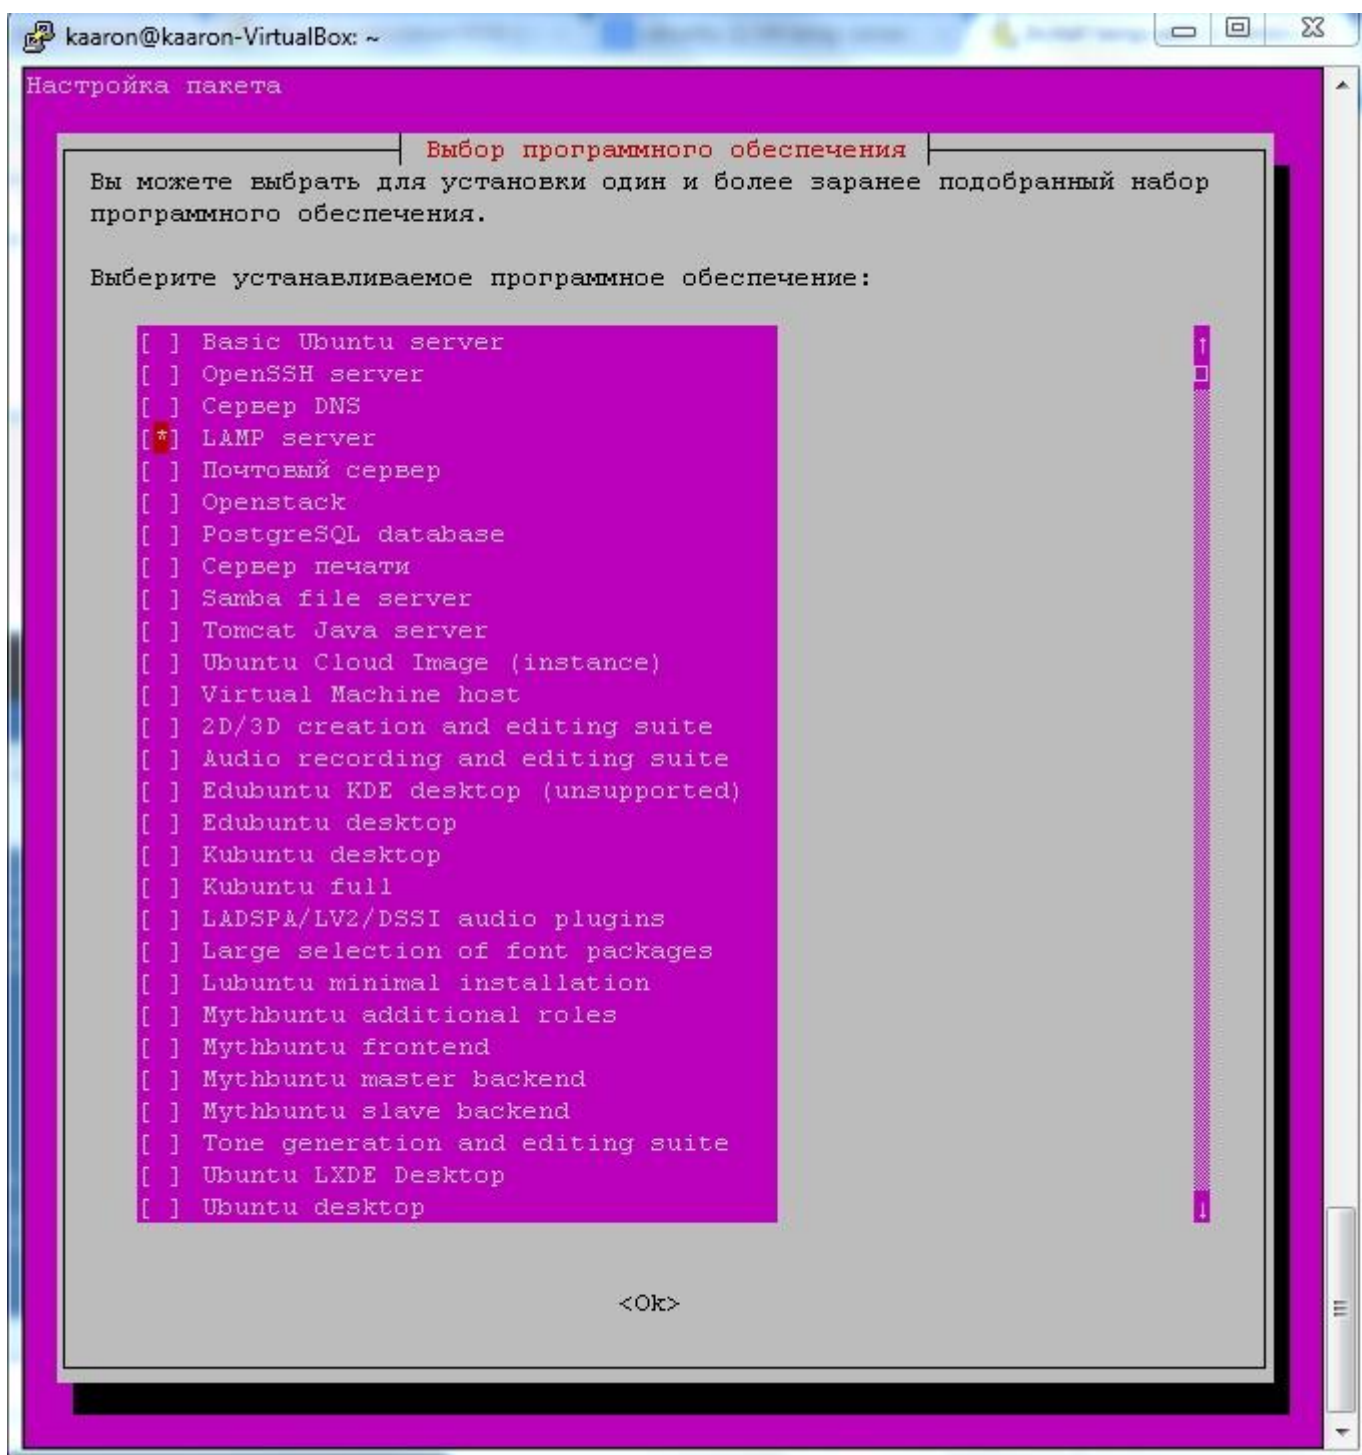 kaaron@kaaron-VirtualBox: ~
Настройка пакета
Выбор программного обеспечения
Вы можете выбрать для установки один и более заранее подобранный набор
программного обеспечения.
Выберите устанавливаемое программное обеспечение:
[ ] Basic Ubuntu server
[ ] OpenSSH server
[ ] Сервер DNS
[*] LAMP server
[ ] Почтовый сервер
[ ] Openstack
[ ] PostgreSQL database
[ ] Сервер печати
[ ] Samba file server
[ ] Tomcat Java server
[ ] Ubuntu Cloud Image (instance)
[ ] Virtual Machine host
[ ] 2D/3D creation and editing suite
[ ] Audio recording and editing suite
[ ] Edubuntu KDE desktop (unsupported)
[ ] Edubuntu desktop
[ ] Kubuntu desktop
[ ] Kubuntu full
[ ] LADSPA/LV2/DSSI audio plugins
[ ] Large selection of font packages
[ ] Lubuntu minimal installation
[ ] Mythbuntu additional roles
[ ] Mythbuntu frontend
[ ] Mythbuntu master backend
[ ] Mythbuntu slave backend
[ ] Tone generation and editing suite
[ ] Ubuntu LXDE Desktop
[ ] Ubuntu desktop
<Ok>